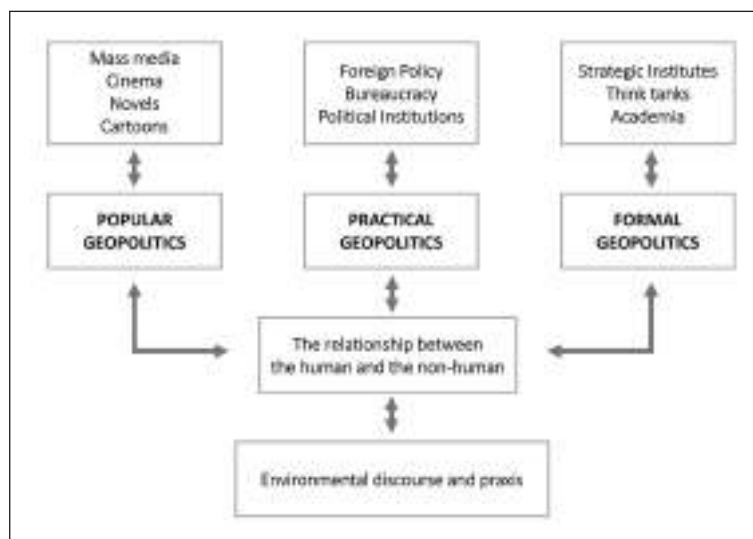 Mass media
Cinema
Novels
Cartoons
Foreign Policy
Bureaucracy
Political Institutions
Strategic Institutes
Think tanks
Academia
POPULAR
GEOPOLITICS
PRACTICAL
GEOPOLITICS
FORMAL
GEOPOLITICS
The relationship between
the human and the non-human
Environmental discourse and praxis